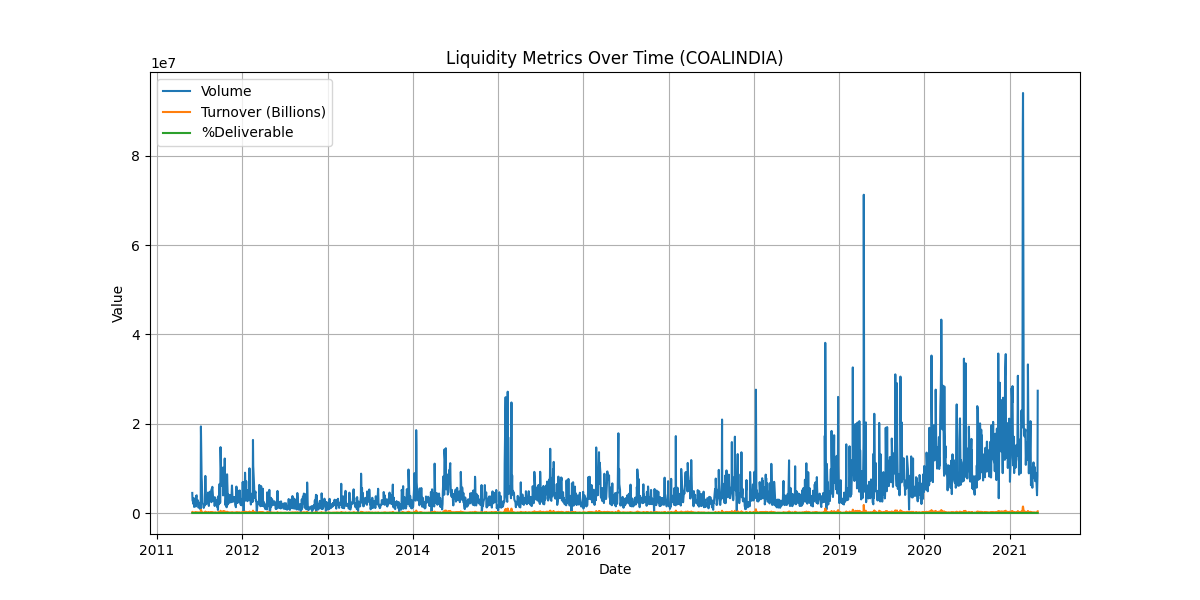 Liquidity Metrics Over Time (COALINDIA)
1e7
Volume
Turnover (Billions)
%Deliverable
8
6
4
2
0
Value
2011 2012 2013 2014 2015 2016 2017 2018 2019 2020 2021
Date